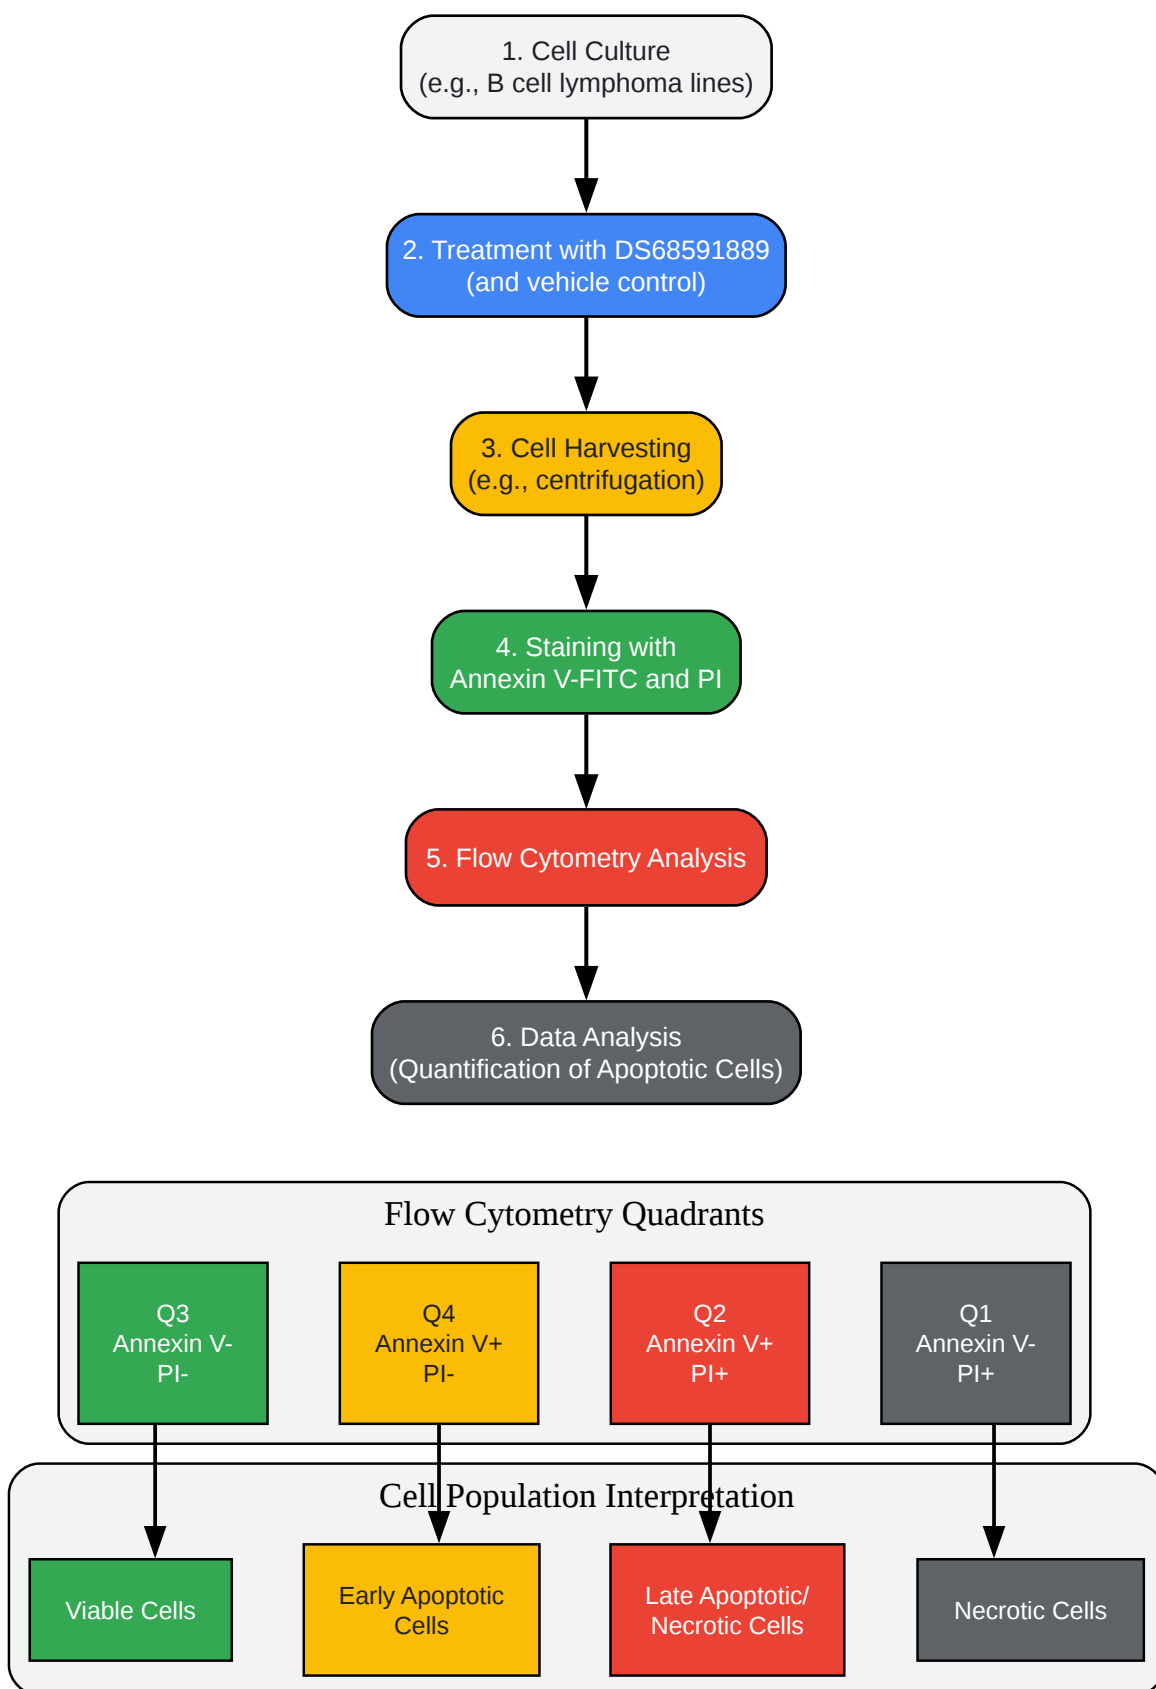 1. Cell Culture
(e.g., B cell lymphoma lines)
2. Treatment with DS68591889
(and vehicle control)
3. Cell Harvesting
(e.g., centrifugation)
4. Staining with
Annexin V-FITC and PI
5. Flow Cytometry Analysis
6. Data Analysis
(Quantification of Apoptotic Cells)
Flow Cytometry Quadrants
Q3
Annexin V-
PI-
Q4
Annexin V+
PI-
Q2
Annexin V+
PI+
Q1
Annexin V-
PI+
Cell Population Interpretation
Viable Cells
Early Apoptotic
Cells
Late Apoptotic/
Necrotic Cells
Necrotic Cells